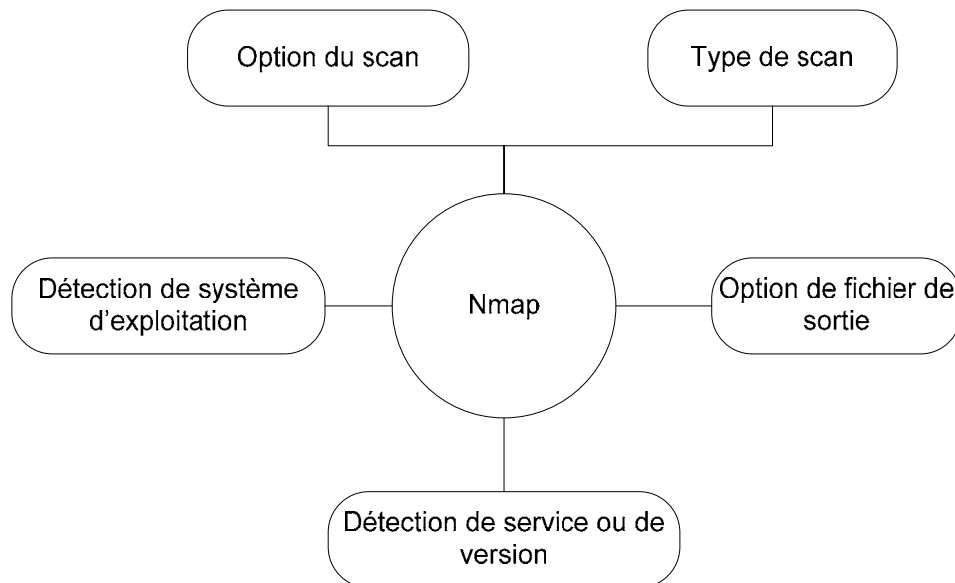 Option du scan
Type de scan
Détection de système
d'exploitation
Nmap
Option de fichier de
sortie
Détection de service ou de
version